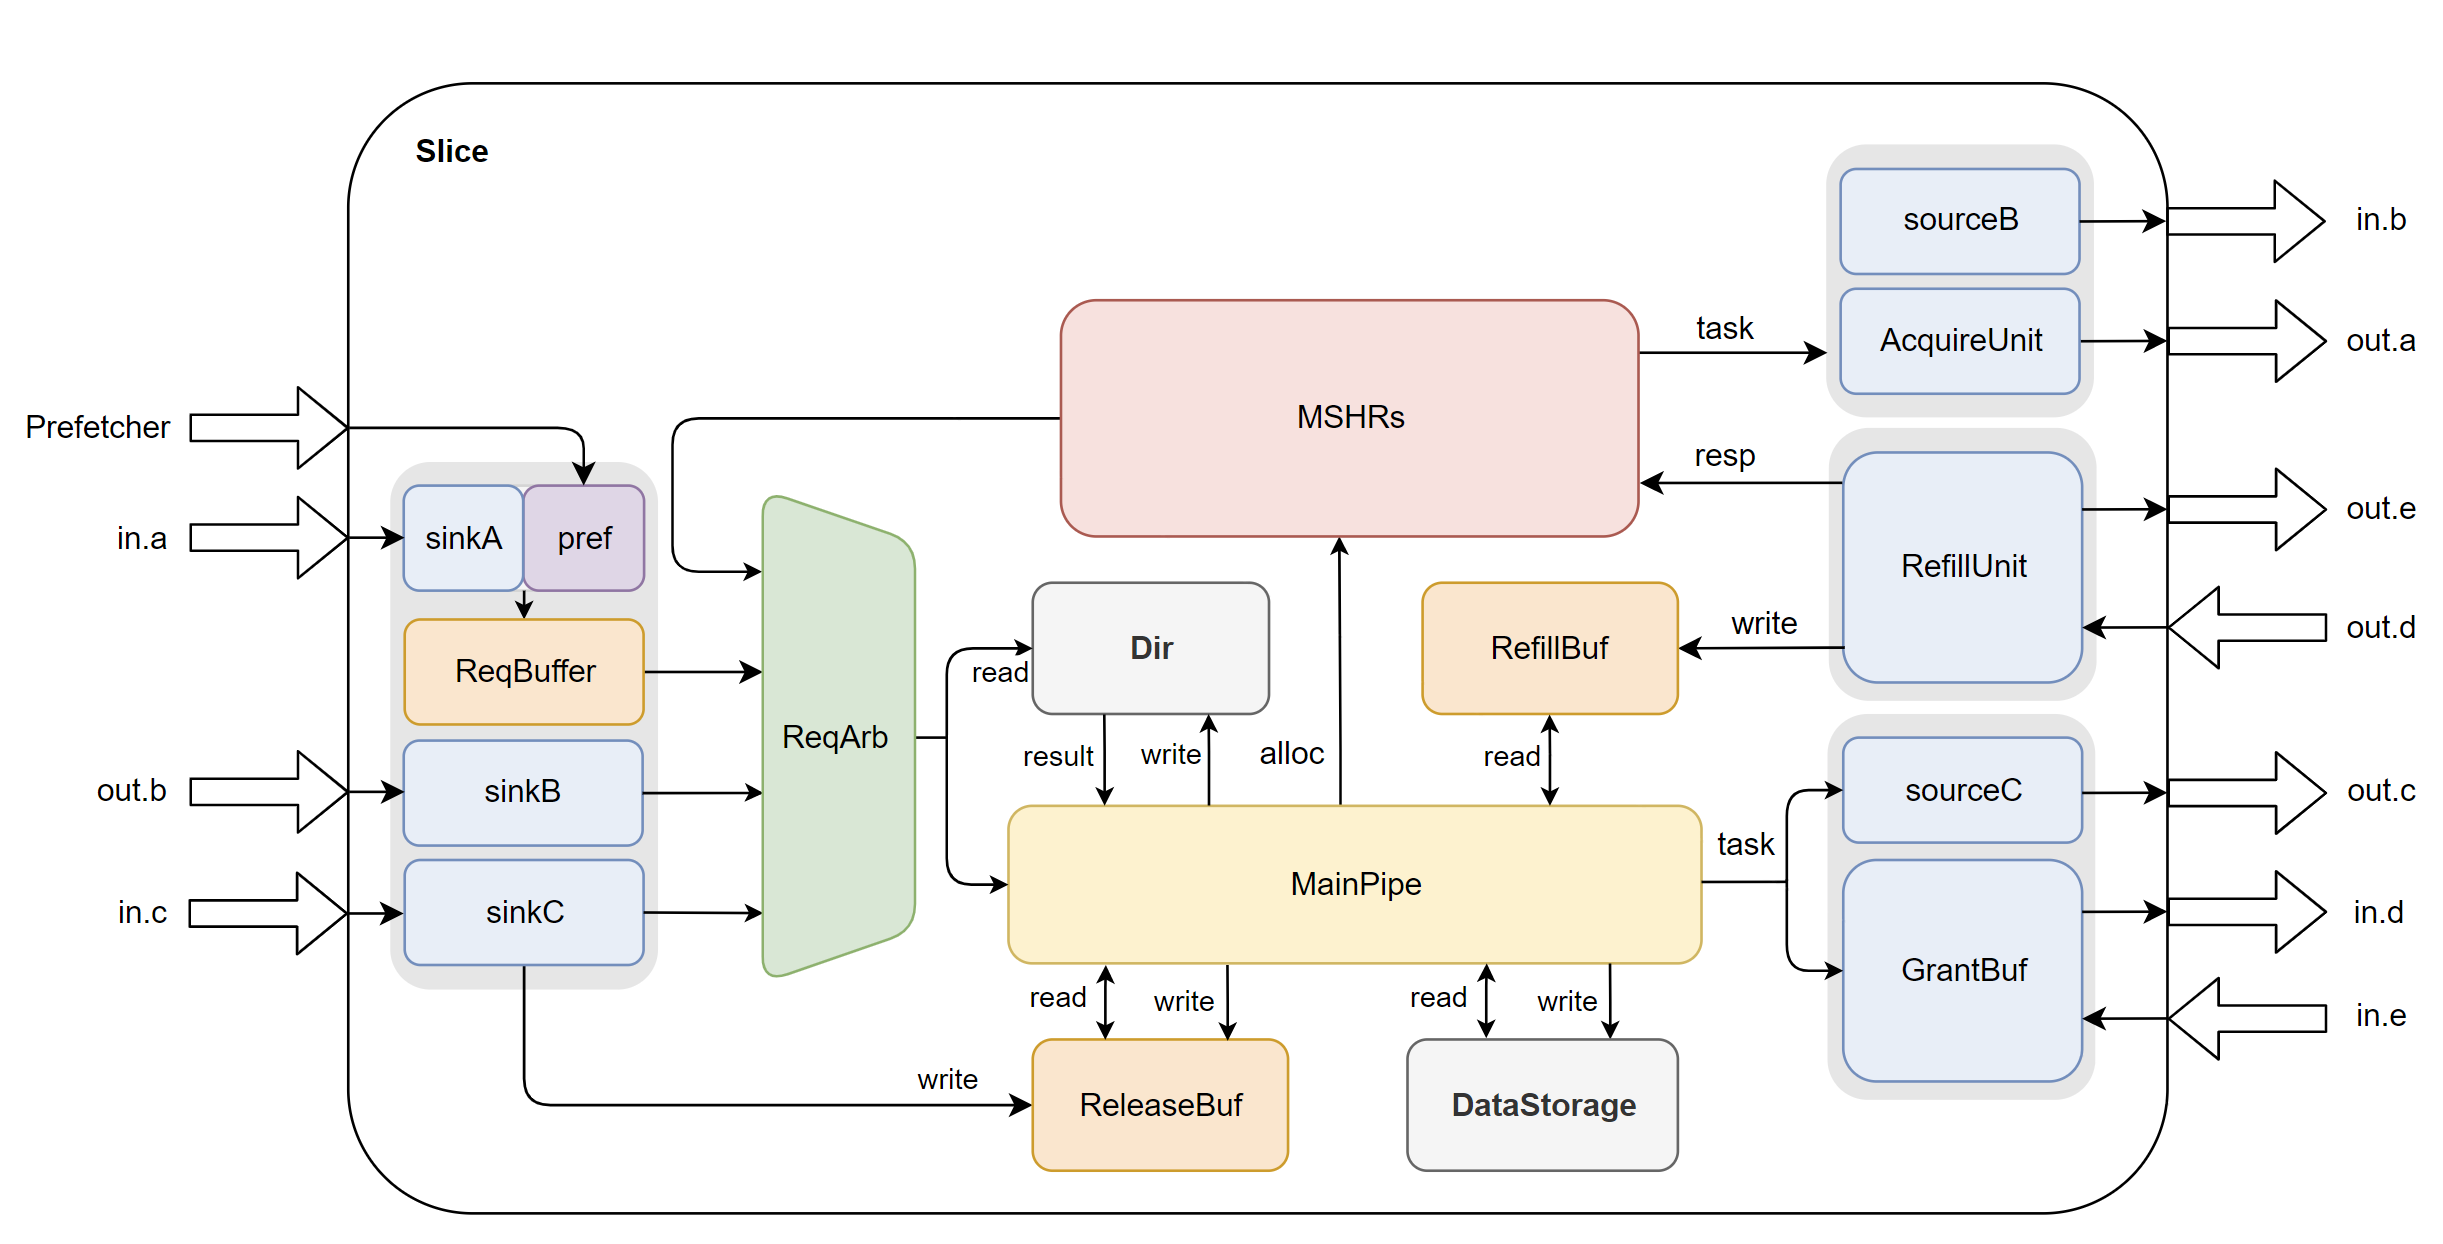 Slice
sourceB
in.b
AcquireUnit
out.a
task
MSHRs
Prefetcher
resp
out.e
in.a
sinkA
pref
RefillUnit
write
out.d
Dir
RefillBuf
read
ReqBuffer
ReqArb
result
write
alloc
read
out.b
sinkB
sourceC
out.c
task
MainPipe
in.c
sinkC
in.d
GrantBuf
read
write
read
write
in.e
write
ReleaseBuf
DataStorage